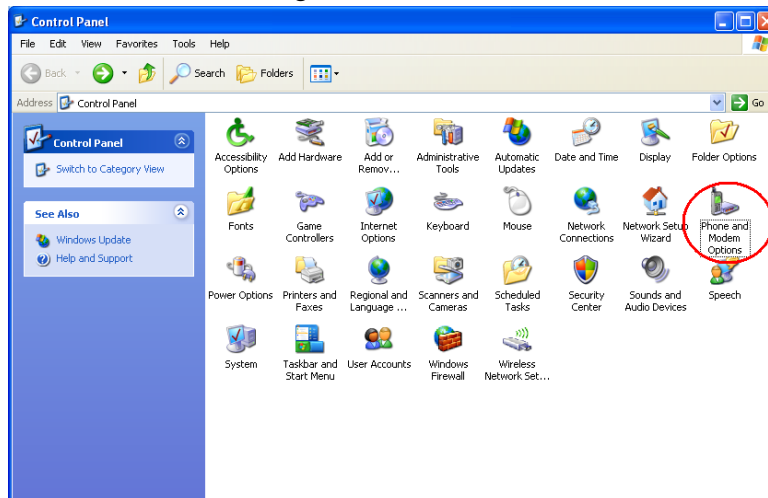 Control Panel
File Edit View Favorites Tools Help
Back Search Folders
Address Control Panel Go
Control Panel
Switch to Category View
See Also
Windows Update
Help and Support
Accessibility Options
Add Hardware
Add or Remov...
Administrative Tools
Automatic Updates
Date and Time
Display
Folder Options
Fonts
Game Controllers
Internet Options
Keyboard
Mouse
Network Connections
Network Setup Wizard
Phone and Modem Options
Power Options
Printers and Faxes
Regional and Language ...
Scanners and Cameras
Scheduled Tasks
Security Center
Sounds and Audio Devices
Speech
System
Taskbar and Start Menu
User Accounts
Windows Firewall
Wireless Network Set...